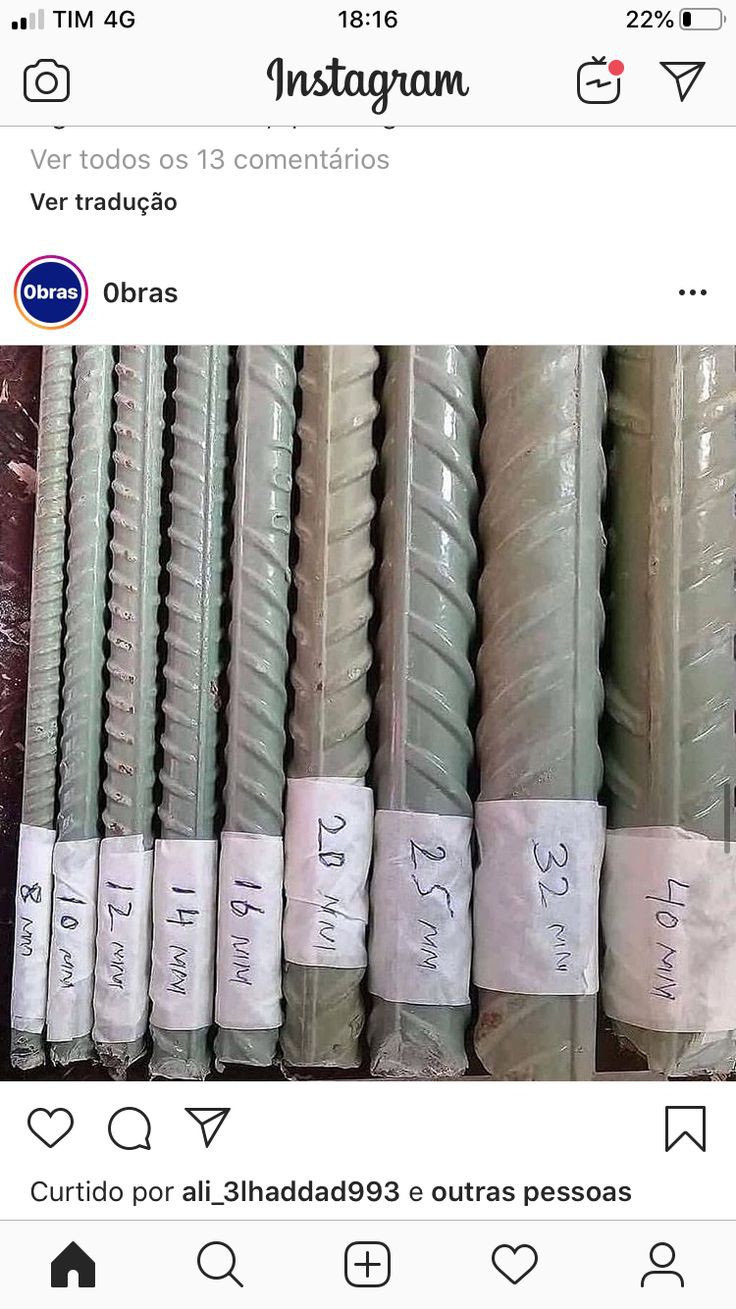 TIM 4G
18:16
22%
Instagram
Ver todos os 13 comentários
Ver tradução
Obras
0bras
8 MM
10 MM
12 MM
14 MM
16 MM
20 MM
25 MM
32 MM
40 MM
Curtido por ali_3lhaddad993 e outras pessoas